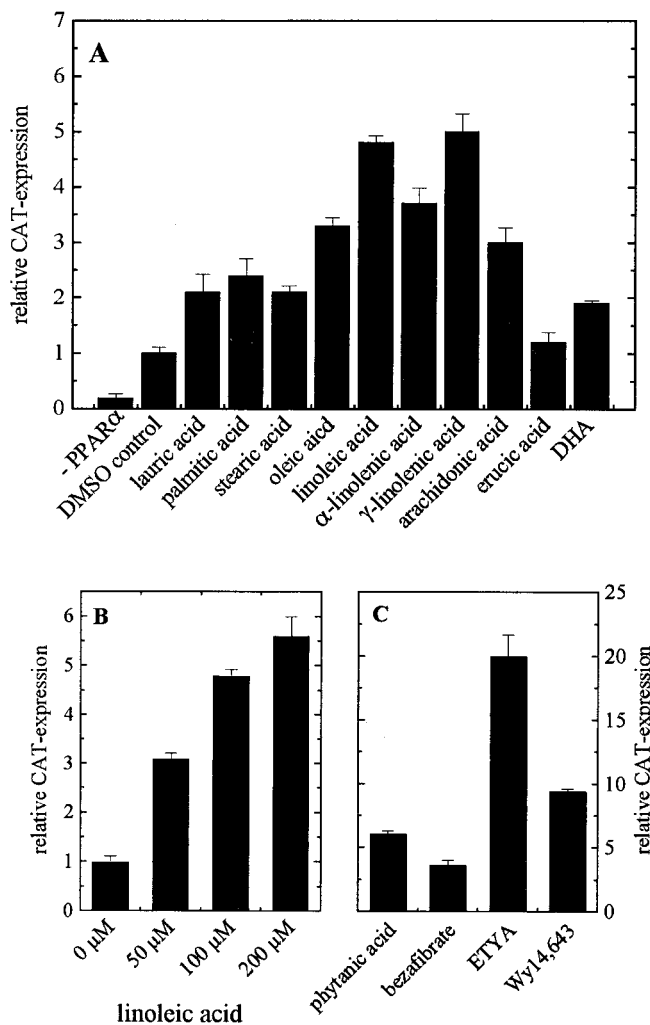 A
relative CAT-expression
7
6
5
4
3
2
1
0
- PPARα
DMSO control
lauric acid
palmitic acid
stearic acid
oleic aicd
linoleic acid
α-linolenic acid
γ-linolenic acid
arachidonic acid
erucic acid
DHA
B
relative CAT-expression
6
5
4
3
2
1
0
0 µM
50 µM
100 µM
200 µM
linoleic acid
C
25
20
15
10
5
0
relative CAT-expression
phytanic acid
bezafibrate
ETYA
Wy14,643